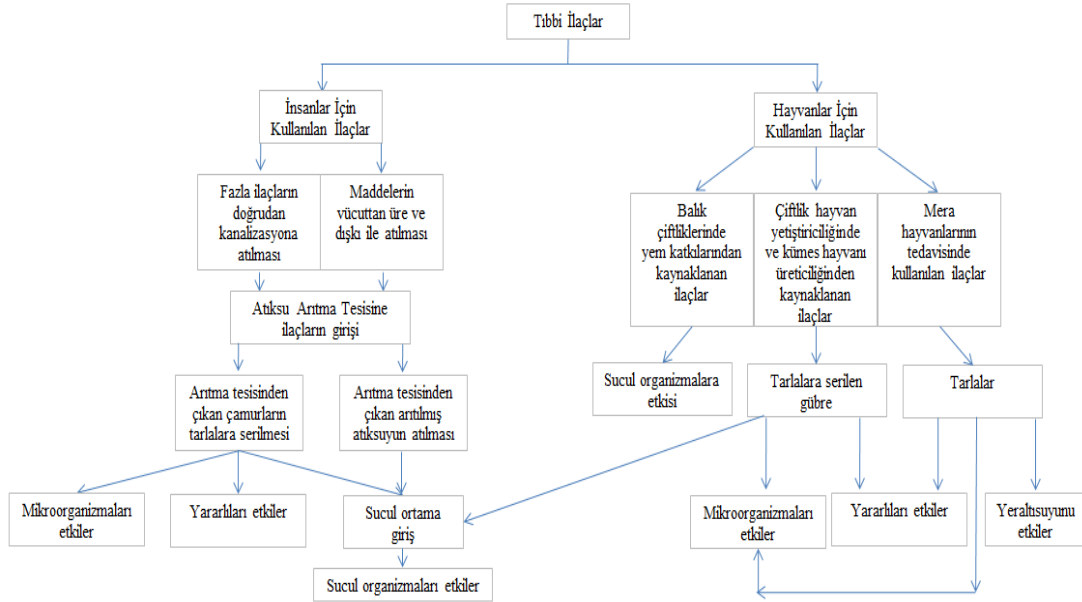 Tıbbi İlaçlar
İnsanlar İçin
Kullanılan İlaçlar
Hayvanlar İçin
Kullanılan İlaçlar
Fazla ilaçların
doğrudan
kanalizasyona
atılması
Maddelerin
vücuttan üre ve
dışkı ile atılması
Balık
çiftliklerinde
yem katkılarından
kaynaklanan
ilaçlar
Çiftlik hayvan
yetiştiriciliğinde
ve kümes hayvanı
üreticiliğinden
kaynaklanan
ilaçlar
Mera
hayvanlarının
tedavisinde
kullanılan ilaçlar
Atıksu Arıtma Tesisine
ilaçların girişi
Arıtma tesisinden
çıkan çamurların
tarlalara serilmesi
Arıtma tesisinden
çıkan arıtılmış
atıksuyun atılması
Sucul organizmalara
etkisi
Tarlalara serilen
gübre
Tarlalar
Mikroorganizmaları
etkiler
Yararlıları etkiler
Sucul ortama
giriş
Mikroorganizmaları
etkiler
Yararlıları etkiler
Yeraltısuyunu
etkiler
Sucul organizmaları etkiler